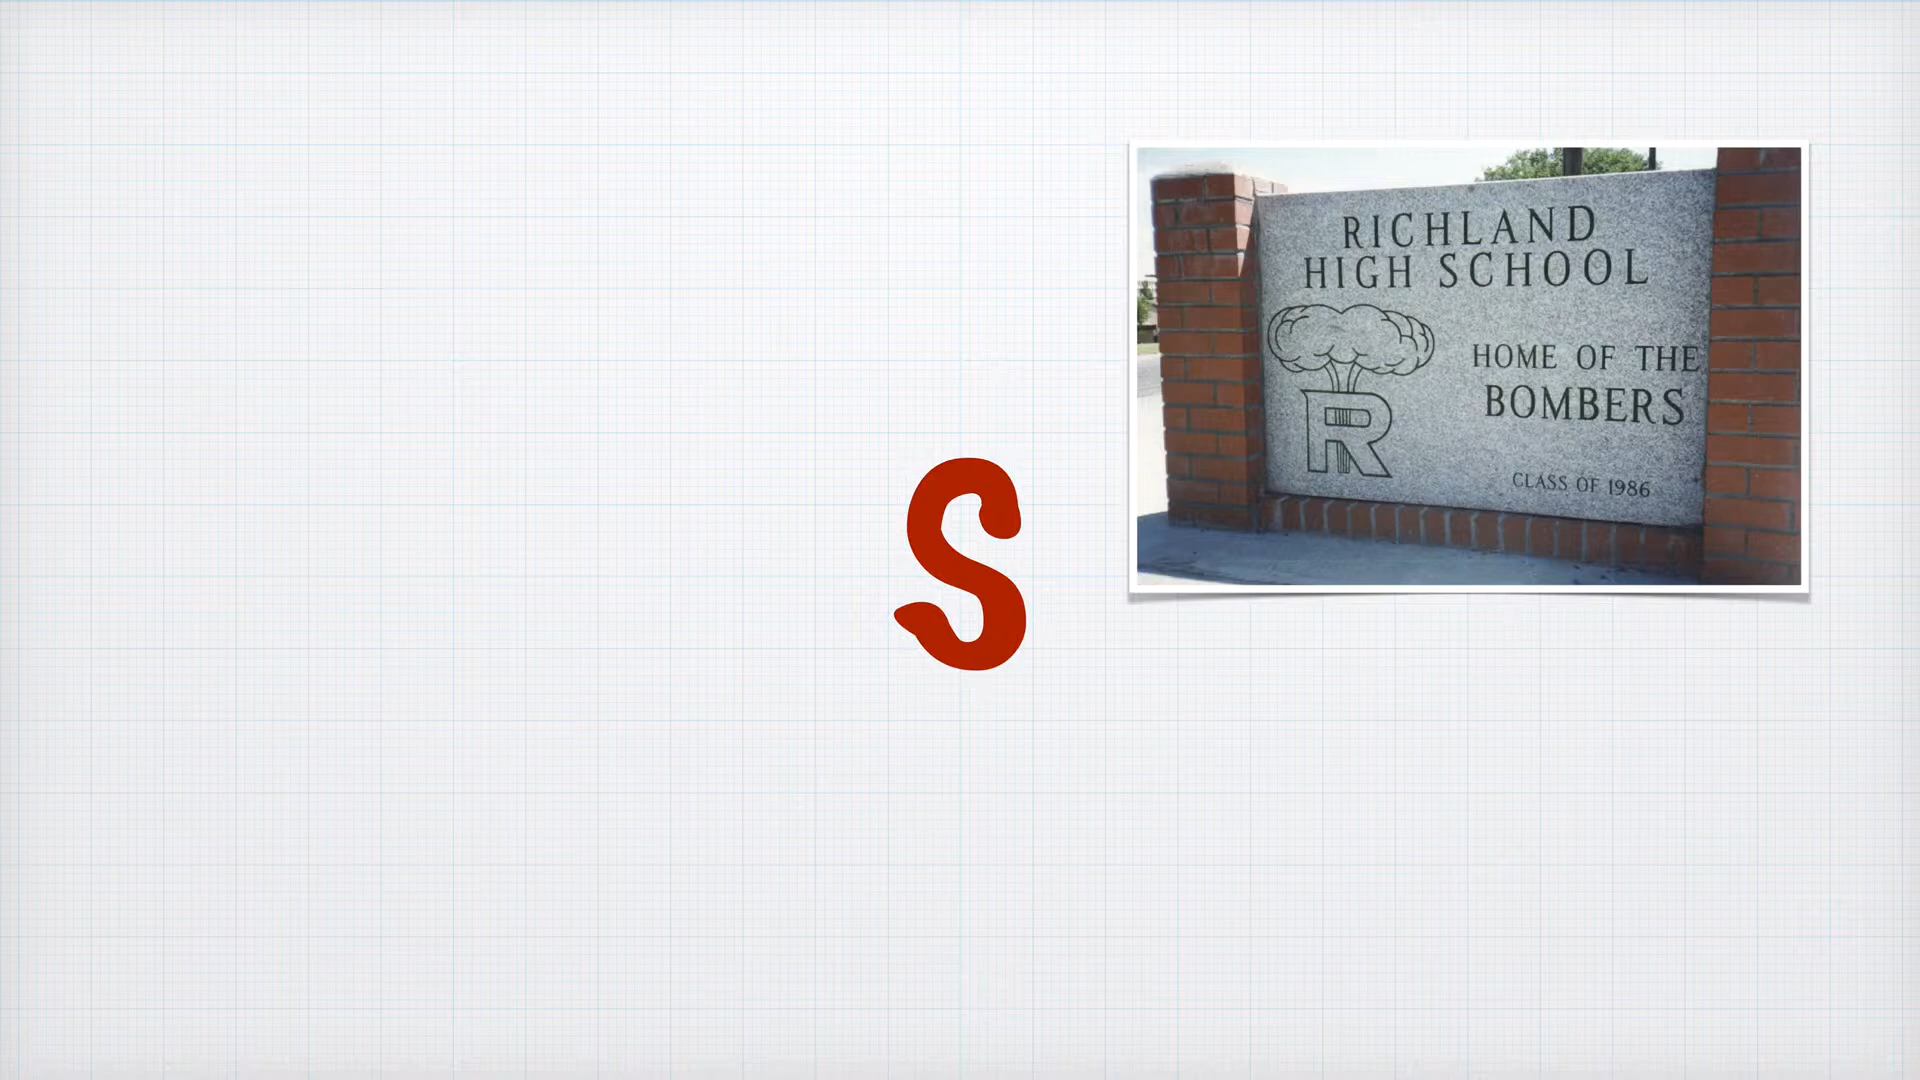 RICHLAND
HIGH SCHOOL
HOME OF THE
BOMBERS
R
CLASS OF 1986
S